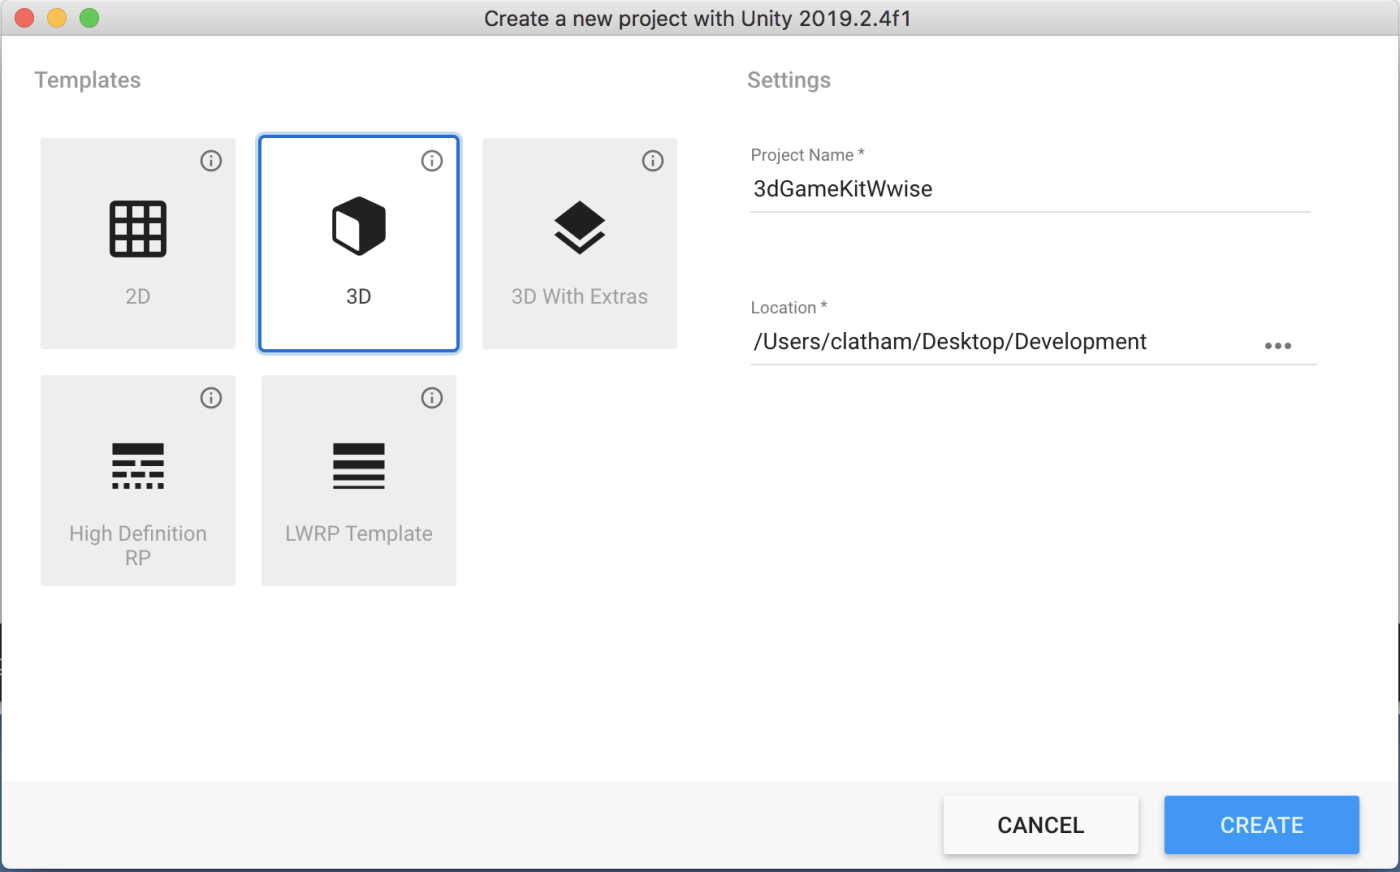 Create a new project with Unity 2019.2.4f1
Templates
Settings
2D
3D
3D With Extras
High Definition
RP
LWRP Template
Project Name *
3dGameKitWwise
Location *
/Users/clatham/Desktop/Development
CANCEL
CREATE